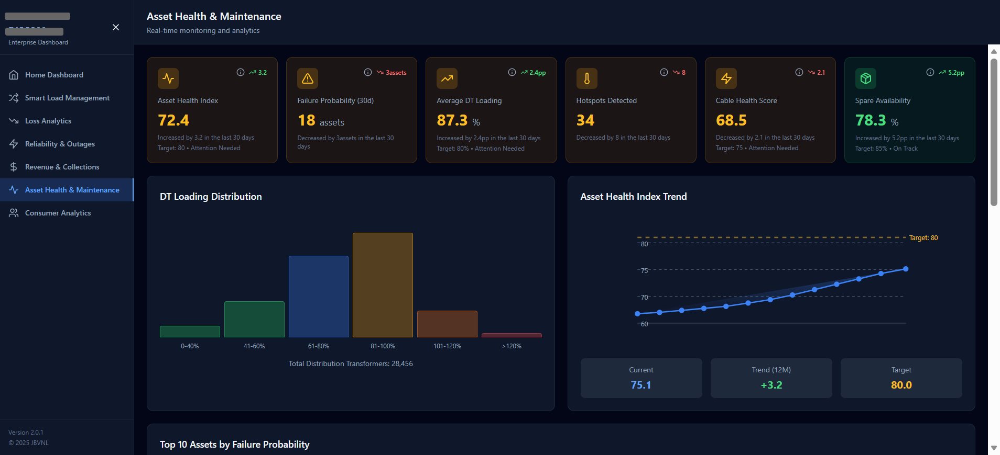 Enterprise Dashboard
Home Dashboard
Smart Load Management
Loss Analytics
Reliability & Outages
Revenue & Collections
Asset Health & Maintenance
Consumer Analytics
Version 2.0.1
© 2025 JBVNL
Asset Health & Maintenance
Real-time monitoring and analytics
3.2
Asset Health Index
72.4
Increased by 3.2 in the last 30 days
Target: 80 • Attention Needed
3assets
Failure Probability (30d)
18 assets
Decreased by 3assets in the last 30
days
2.4pp
Average DT Loading
87.3 %
Increased by 2.4pp in the last 30 days
Target: 80% • Attention Needed
8
Hotspots Detected
34
Decreased by 8 in the last 30 days
2.1
Cable Health Score
68.5
Decreased by 2.1 in the last 30 days
Target: 75 • Attention Needed
5.2pp
Spare Availability
78.3 %
Increased by 5.2pp in the last 30 days
Target: 85% • On Track
DT Loading Distribution
0-40%
41-60%
61-80%
81-100%
101-120%
>120%
Total Distribution Transformers: 28,456
Asset Health Index Trend
Target: 80
80
75
70
60
Current
75.1
Trend (12M)
+3.2
Target
80.0
Top 10 Assets by Failure Probability